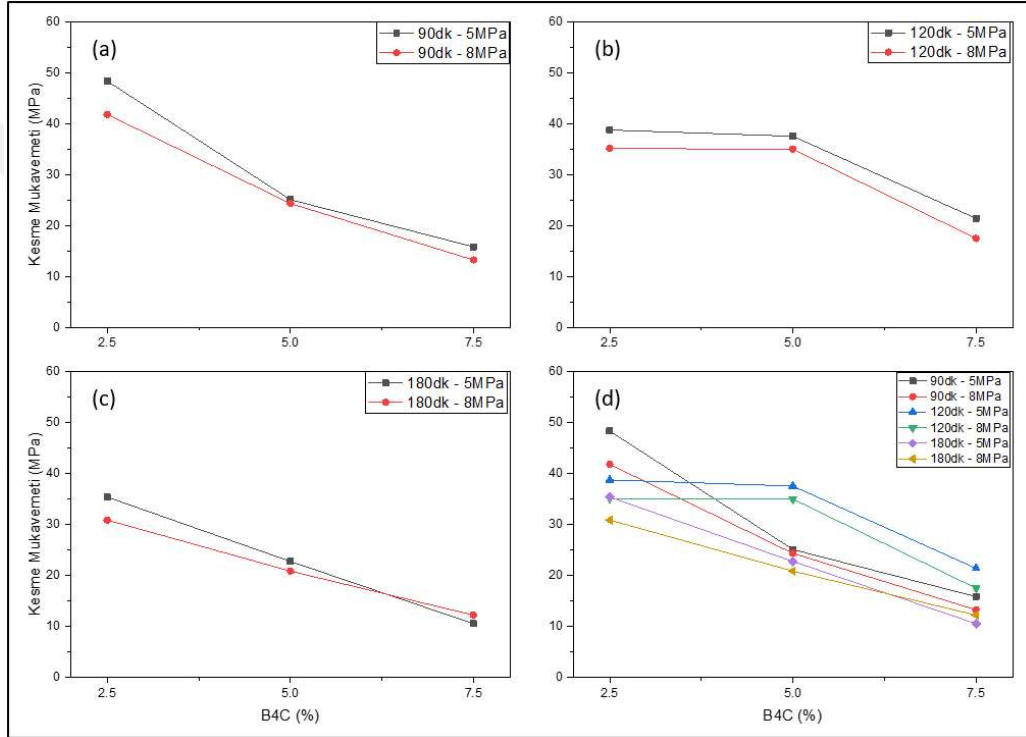 (a)
90dk - 5MPa
90dk - 8MPa
Kesme Mukavemeti (MPa)
60
50
40
30
20
10
0
2.5
5.0
7.5
(b)
120dk - 5MPa
120dk - 8MPa
60
50
40
30
20
10
0
2.5
5.0
7.5
(c)
180dk - 5MPa
180dk - 8MPa
Kesme Mukavemeti (MPa)
60
50
40
30
20
10
0
2.5
5.0
7.5
B4C (%)
(d)
90dk - 5MPa
90dk - 8MPa
120dk - 5MPa
120dk - 8MPa
180dk - 5MPa
180dk - 8MPa
60
50
40
30
20
10
0
2.5
5.0
7.5
B4C (%)